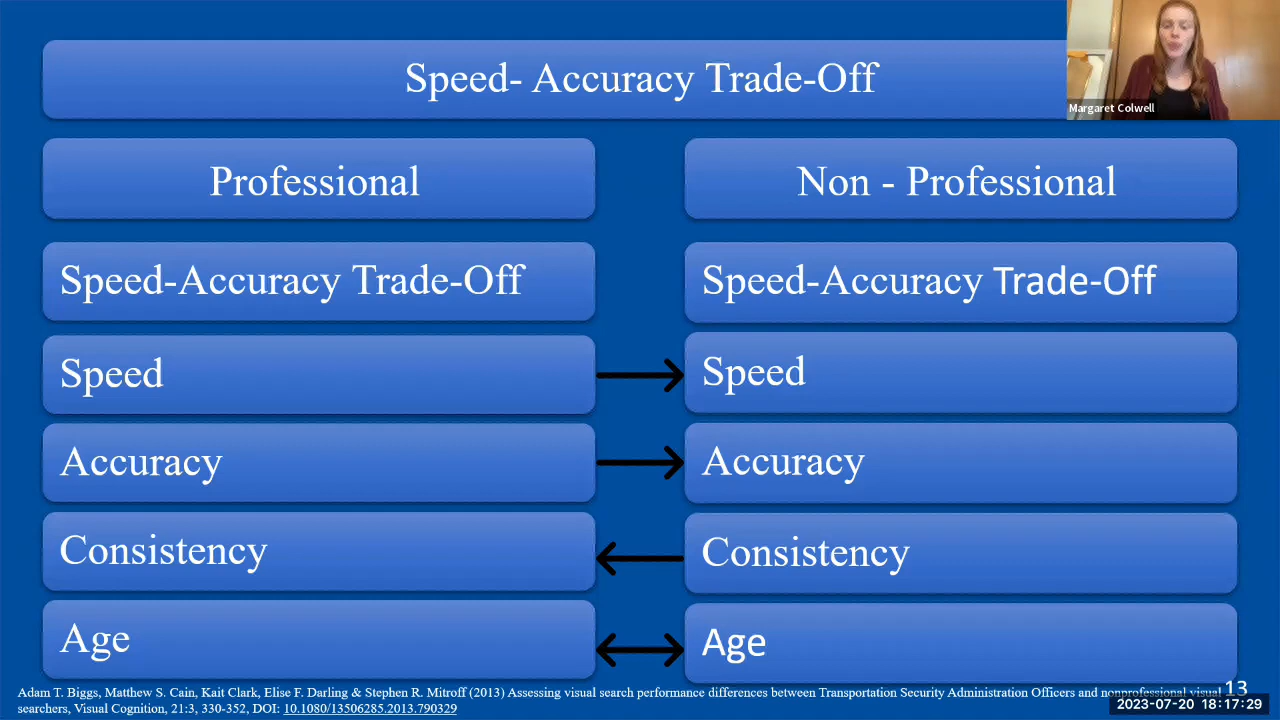 Speed- Accuracy Trade-Off
Margaret Colwell
Professional
Non - Professional
Speed-Accuracy Trade-Off
Speed-Accuracy Trade-Off
Speed
Speed
Accuracy
Accuracy
Consistency
Consistency
Age
Age
Adam T. Biggs, Matthew S. Cain, Kait Clark, Elise F. Darling & Stephen R. Mitroff (2013) Assessing visual search performance differences between Transportation Security Administration Officers and nonprofessional visual
searchers, Visual Cognition, 21:3, 330-352, DOI: 10.1080/13506285.2013.790329
13
2023-07-20 18:17:29